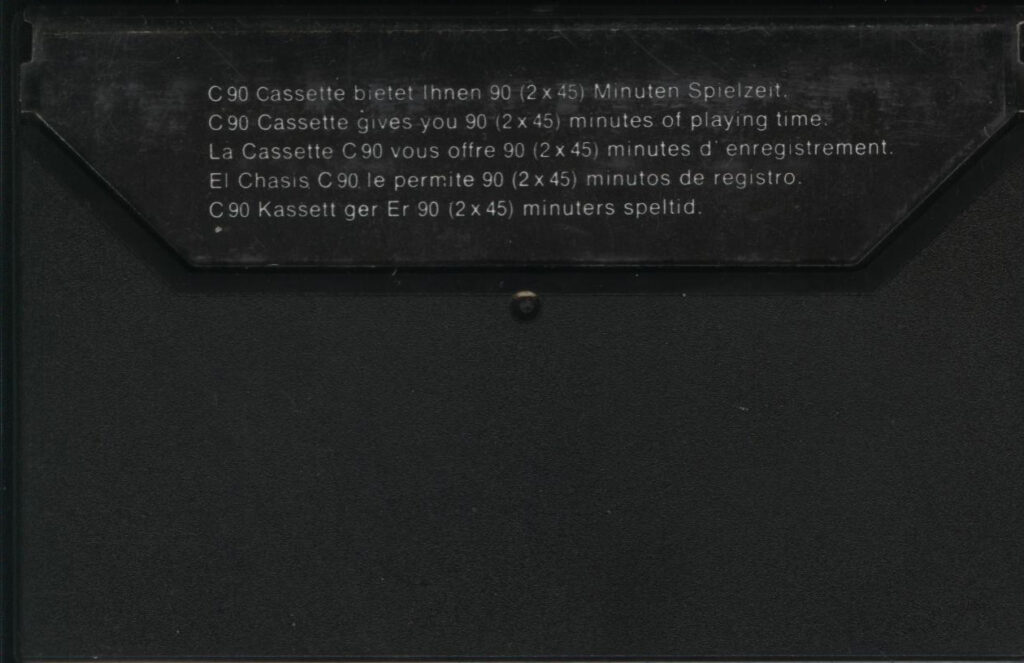 C 90 Cassette bietet Ihnen 90 (2 x 45) Minuten Spielzeit.
C 90 Cassette gives you 90 (2 x 45) minutes of playing time.
La Cassette C 90 vous offre 90 (2 x 45) minutes d' enregistrement.
El Chasis C 90 le permite 90 (2 x 45) minutos de registro.
C 90 Kassett ger Er 90 (2 x 45) minuters speltid.